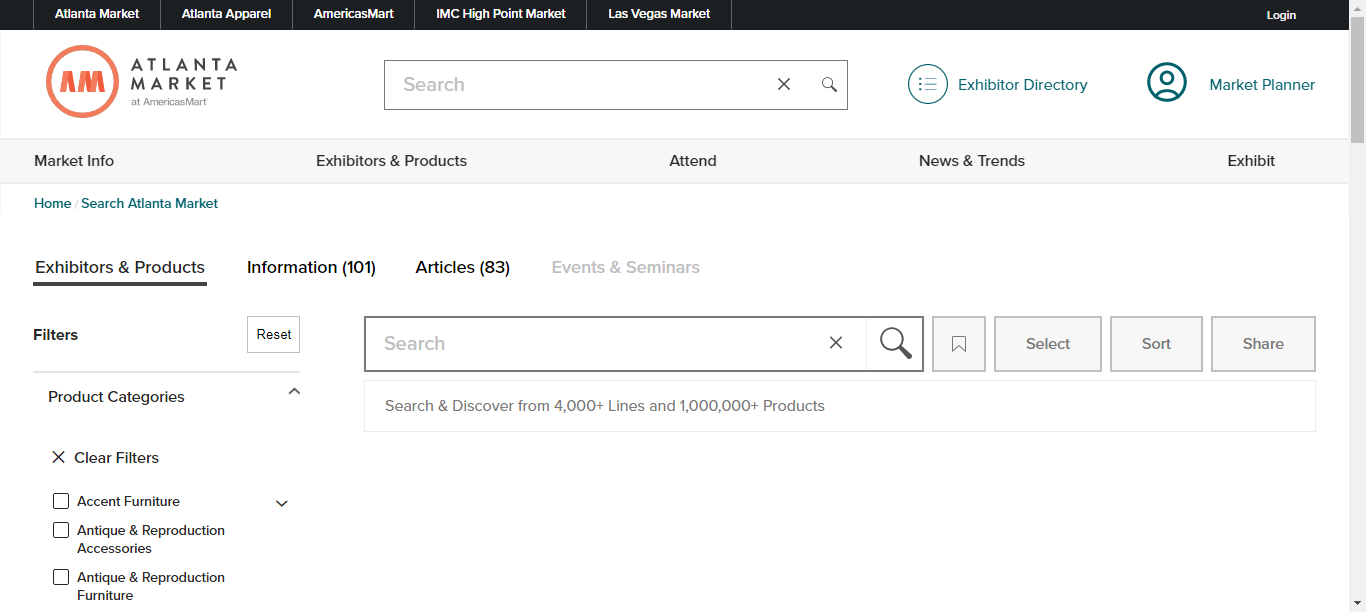 Atlanta Market Atlanta Apparel AmericasMart IMC High Point Market Las Vegas Market Login
AM ATLANTA
MARKET
at AmericasMart
Search
Exhibitor Directory
Market Planner
Market Info Exhibitors & Products Attend News & Trends Exhibit
Home / Search Atlanta Market
Exhibitors & Products Information (101) Articles (83) Events & Seminars
Filters Reset
Search
Select Sort Share
Product Categories
Search & Discover from 4,000+ Lines and 1,000,000+ Products
Clear Filters
Accent Furniture
Antique & Reproduction
Accessories
Antique & Reproduction
Furniture